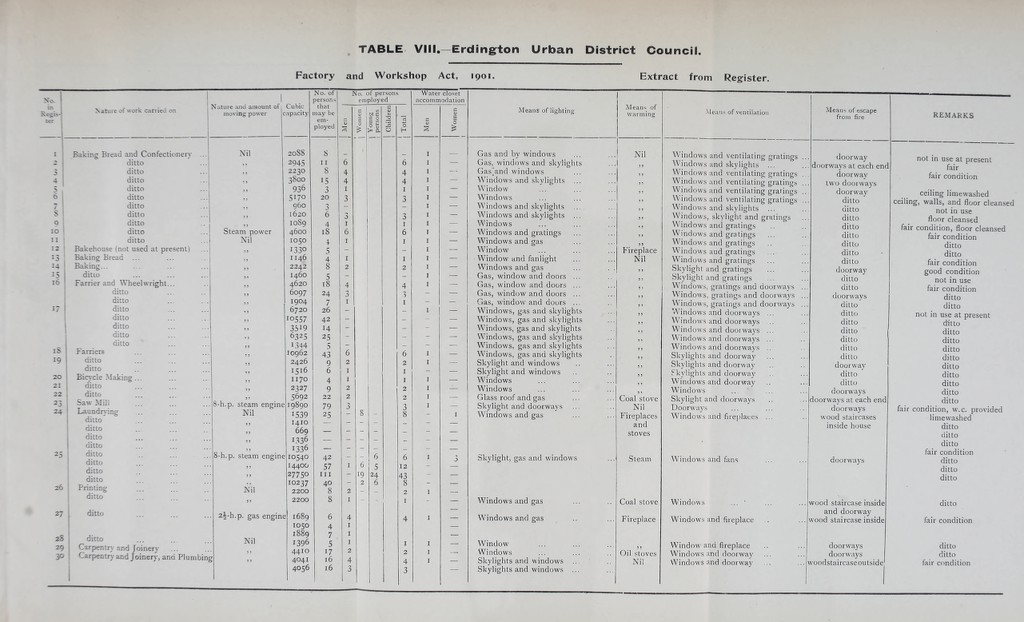 TABLE VIII.—Erdington Urban District Council.
Factory and Workshop Act, 1901. Extract from Register.
No. in Register | Nature of work carried on | Nature and amount of moving power | Cubic capacity | No. of persons that may be employed | No. of persons employed: Men, Women, Young persons, Children, Total | Water closet accommodation: Men, Women | Means of lighting | Means of warming | Means of ventilation | Means of escape from fire | REMARKS
1 Baking Bread and Confectionery ... Nil 2088 8 - - 1 — Gas and by windows ... Nil Windows and ventilating gratings ... doorway not in use at present
2 ditto ,, 2945 11 6 6 1 — Gas, windows and skylights ,, Windows and skylights ... doorways at each end fair
3 ditto ,, 2230 8 4 4 1 — Gas and windows ,, Windows and ventilating gratings ... doorway fair condition
4 ditto ,, 3800 15 4 4 1 — Windows and skylights ... ,, Windows and ventilating gratings ... two doorways
5 ditto ,, 936 3 1 1 1 — Window ,, Windows and ventilating gratings ... doorway ceiling limewashed
6 ditto ,, 5170 20 3 3 1 — Windows ,, Windows and ventilating gratings ... ditto ceiling, walls, and floor cleansed
7 ditto ,, 960 3 - - 1 — Windows and skylights ,, Windows and skylights ... ditto not in use
8 ditto ,, 1620 6 3 3 1 — Windows and skylights ... ,, Windows, skylight and gratings ditto floor cleansed
9 ditto ,, 1089 4 1 1 1 — Windows ,, Windows and gratings ditto fair condition, floor cleansed
10 ditto Steam power 4600 18 6 6 1 — Windows and gratings ... ,, Windows and gratings ditto fair condition
11 ditto Nil 1050 4 1 1 1 — Windows and gas ,, Windows and gratings ditto ditto
12 Bakehouse (not used at present) ,, 1330 5 - - - — Window Fireplace Windows and gratings ditto ditto
13 Baking Bread ... ,, 1146 4 1 1 1 — Window and fanlight Nil Windows and gratings ditto fair condition
14 Baking... ,, 2242 8 2 2 1 — Windows and gas ,, Skylight and gratings doorway good condition
15 ditto ,, 1460 5 - - - — Gas, window and doors ... ,, Skylight and gratings ditto not in use
16 Farrier and Wheelwright... ,, 4620 18 4 4 1 — Gas, window and doors ... ,, Windows, gratings and doorways ... ditto fair condition
ditto ,, 6097 24 3 3 - — Gas, window and doors ... ,, Windows, gratings and doorways ... doorways ditto
ditto ,, 1904 7 1 1 - — Gas, window and doors ... ,, Windows, gratings and doorways ditto ditto
17 ditto ,, 6720 26 1 — Windows, gas and skylights ,, Windows and doorways ... ditto not in use at present
ditto ,, 10557 42 - - - — Windows, gas and skylights ,, Windows and doorways ... ditto ditto
ditto ,, 3519 14 - - - — Windows, gas and skylights ,, Windows and doorways ... ditto ditto
ditto ,, 6325 25 - - - — Windows, gas and skylights ,, Windows and doorways ... ditto ditto
ditto ,, 1344 5 - - - — Windows, gas and skylights ,, Windows and doorways ... ditto ditto
18 Farriers ,, 10962 43 6 6 1 — Windows, gas and skylights ,, Skylights and doorways ditto ditto
19 ditto ,, 2426 9 2 2 1 — Skylight and windows ... ,, Skylights and doorway doorway ditto
ditto ,, 1516 6 1 1 - — Skylight and windows ... ,, Skylights and doorway ditto ditto
20 Bicycle Making... ,, 1170 4 1 1 1 — Windows ,, Windows and doorway ditto ditto
21 ditto ,, 2327 9 2 2 1 — Windows ,, Windows doorways ditto
22 ditto ,, 5692 22 2 2 1 — Glass roof and gas Coal stove Skylight and doorways ... doorways at each end ditto
23 Saw Mill 8-h.p. steam engine 19890 79 3 3 1 — Skylight and doorways ... Nil Doorways doorways fair condition, w.c. provided
24 Laundrying Nil 1539 25 - 8 8 - 1 Windows and gas Fireplaces and stoves Windows and fireplaces ... wood staircases inside house limewashed
ditto ,, 1410 — ditto
ditto ,, 669 — ditto
ditto ,, 1336 — ditto
ditto ,, 1336 — fair condition
25 ditto 8-h.p. steam engine 10540 42 - - 6 6 1 3 Skylight, gas and windows Steam Windows and fans doorways ditto
ditto ,, 14406 57 1 6 5 12 ditto
ditto ,, 27750 111 - 19 24 43 ditto
ditto ,, 10237 40 - 2 6 8
26 Printing Nil 2200 8 2 2 1 —
ditto ,, 2200 8 1 1 — Windows and gas Coal stove Windows wood staircase inside and doorway ditto
27 ditto 2½-h.p. gas engine 1689 6 4 4 1 — Windows and gas Fireplace Windows and fireplace wood staircase inside fair condition
1050 4 1 —
1889 7 1 —
28 ditto Nil 1396 5 1 1 1 — Window ,, Window and fireplace doorways ditto
29 Carpentry and Joinery ,, 4410 17 2 2 1 — Windows Oil stoves Windows and doorway doorways ditto
30 Carpentry and Joinery, and Plumbing ,, 4041 16 4 4 1 — Skylights and windows ... Nil Windows and doorway wood staircase outside fair condition
4056 16 3 3 — Skylights and windows ...